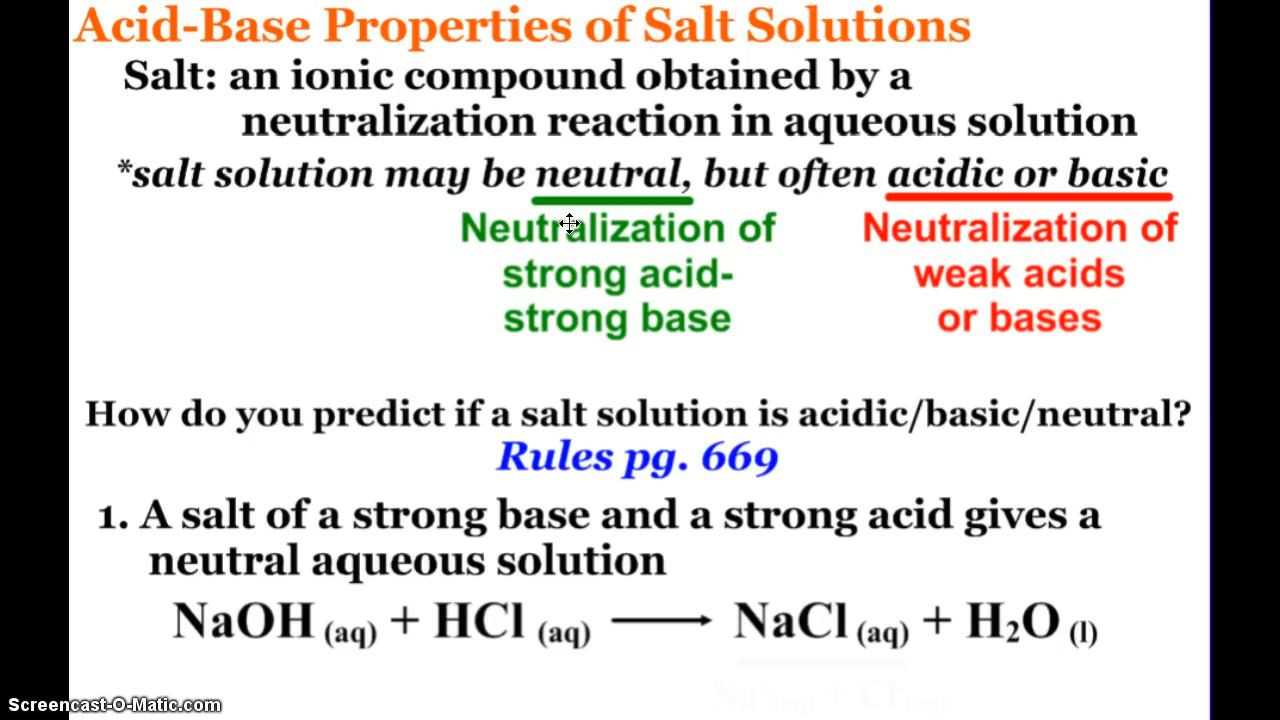 Acid-Base Properties of Salt Solutions
Salt: an ionic compound obtained by a
neutralization reaction in aqueous solution
*salt solution may be neutral, but often acidic or basic
Neutralization of
strong acid-
strong base
Neutralization of
weak acids
or bases
How do you predict if a salt solution is acidic/basic/neutral?
Rules pg. 669
1. A salt of a strong base and a strong acid gives a
neutral aqueous solution
NaOH (aq) + HCl (aq) ⟶ NaCl (aq) + H₂O (l)
Screencast-O-Matic.com